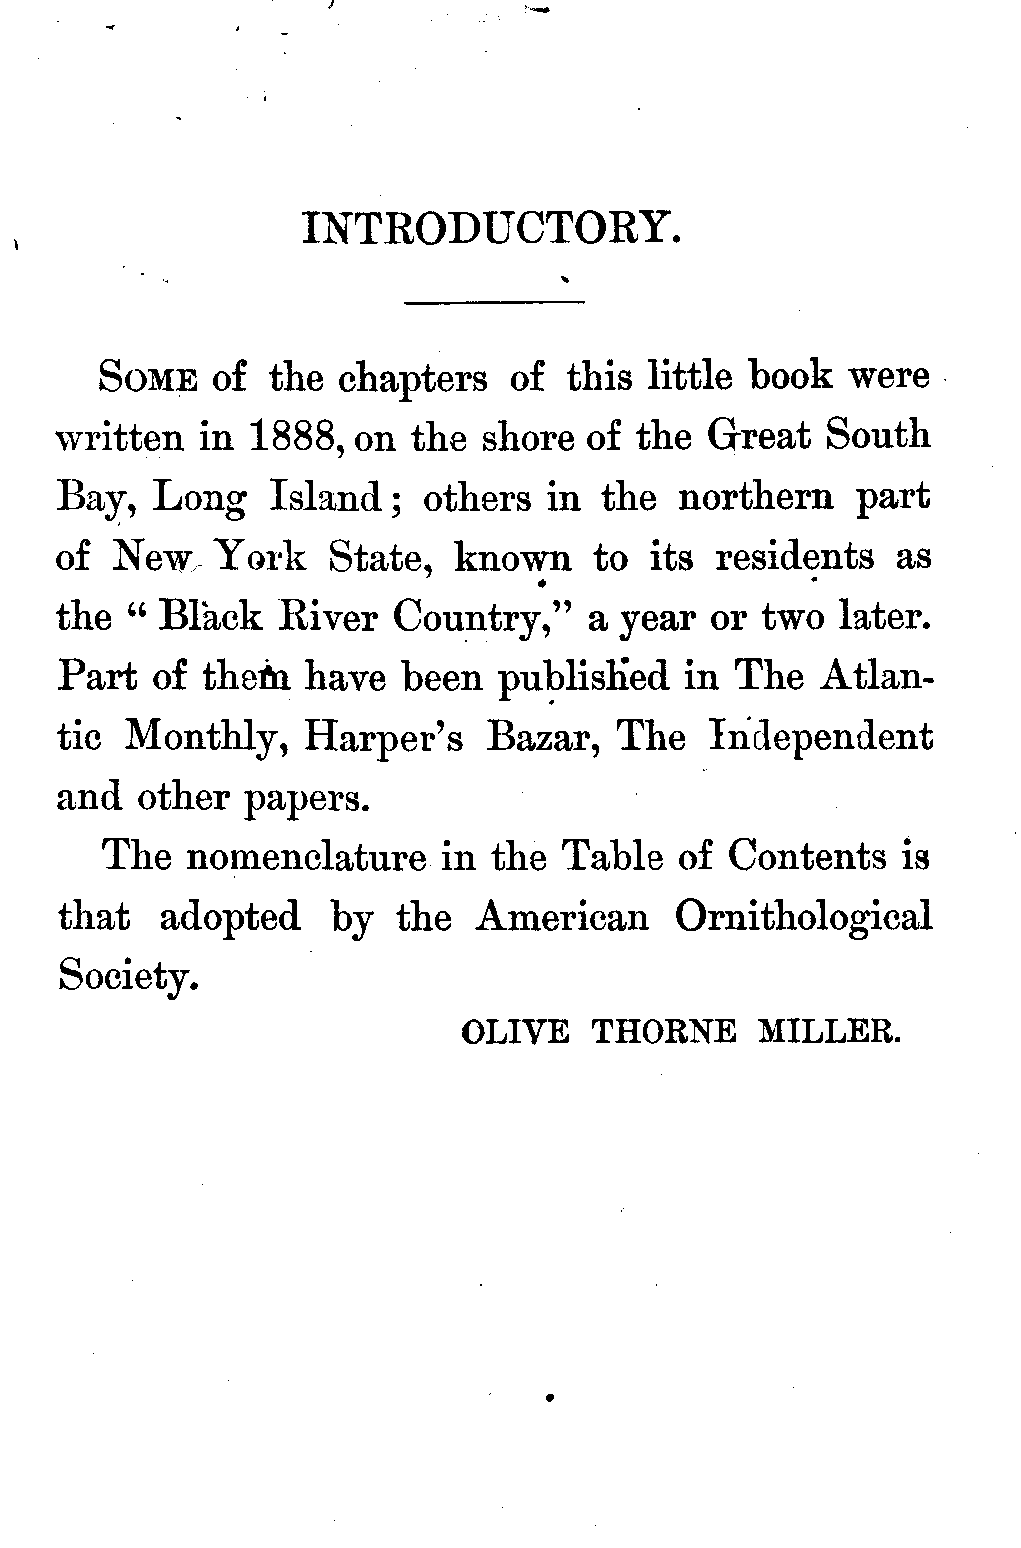 INTRODUCTORY.
SOME of the chapters of this little book were
written in 1888, on the shore of the Great South
Bay, Long Island; others in the northern part
of New York State, known to its residents as
the “ Black River Country,” a year or two later.
Part of them have been published in The Atlan-
tic Monthly, Harper’s Bazar, The Independent
and other papers.
The nomenclature in the Table of Contents is
that adopted by the American Ornithological
Society.
OLIVE THORNE MILLER.